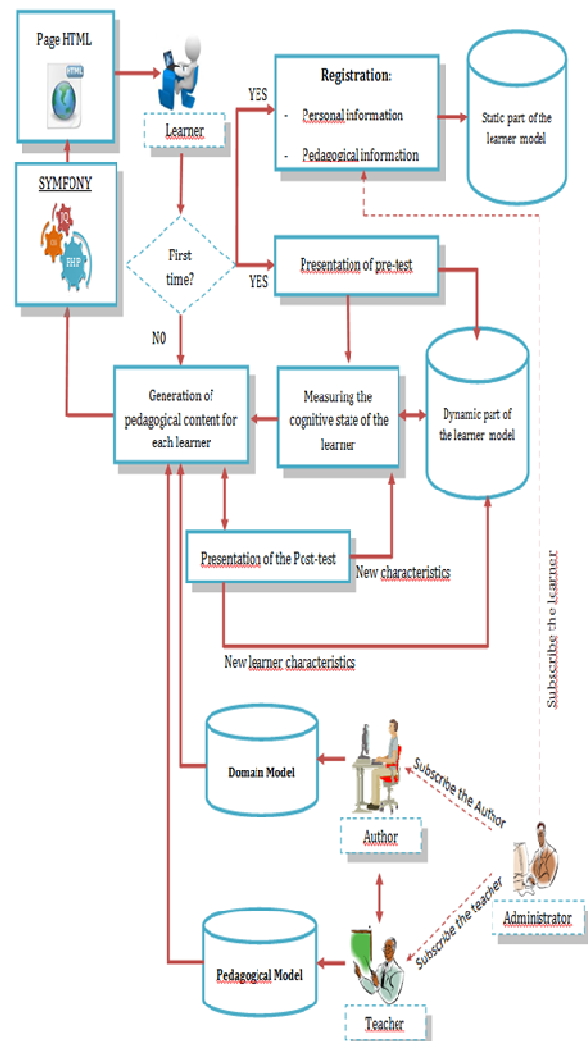 Page HTML
HTML
Learner
SYMFONY
PHP
First
time?
YES
YES
NO
Registration:
- Personal information
- Pedagogical information
Static part of the
learner model
Presentation of pre-test
Generation of
pedagogical content for
each learner
Measuring the
cognitive state of the
learner
Dynamic part of
the learner model
Presentation of the Post-test
New characteristics
New learner characteristics
Subscribe the learner
Domain Model
Author
Subscribe the Author
Administrator
Subscribe the teacher
Pedagogical Model
Teacher